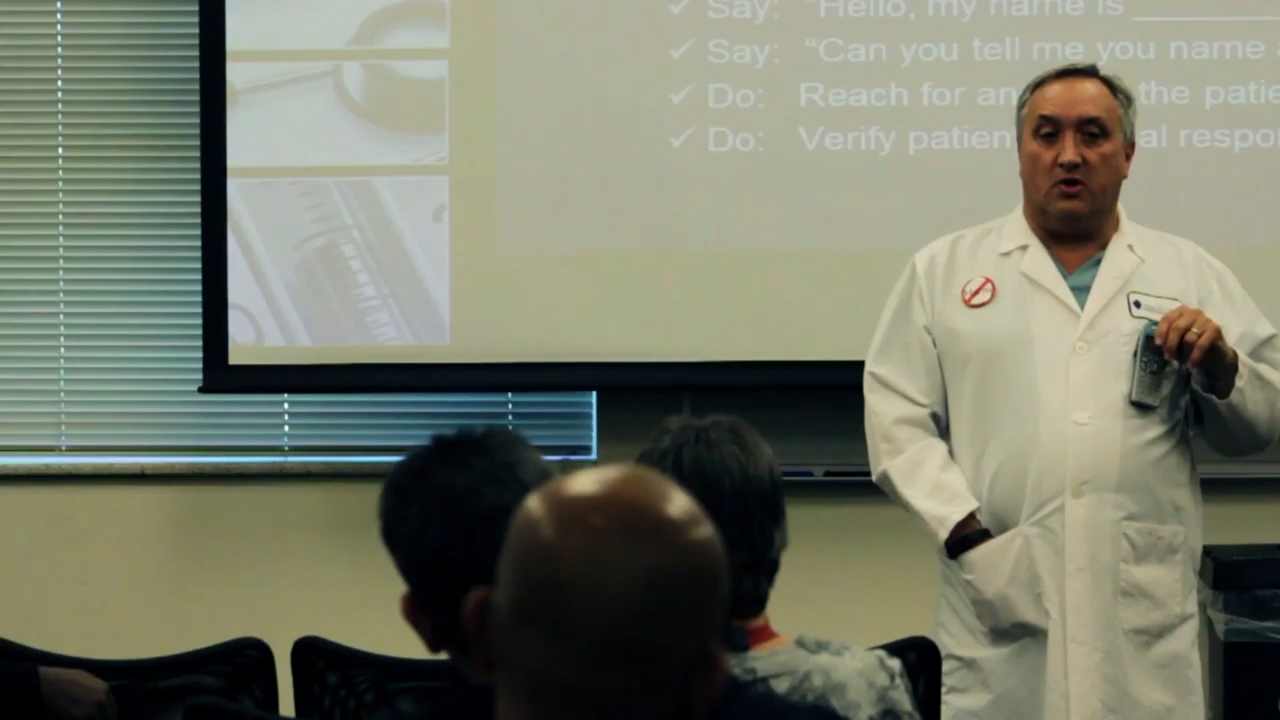 ✓ Say: "Hello, my name is ________
✓ Say: "Can you tell me you name
✓ Do: Reach for an the patie
✓ Do: Verify patien al respo